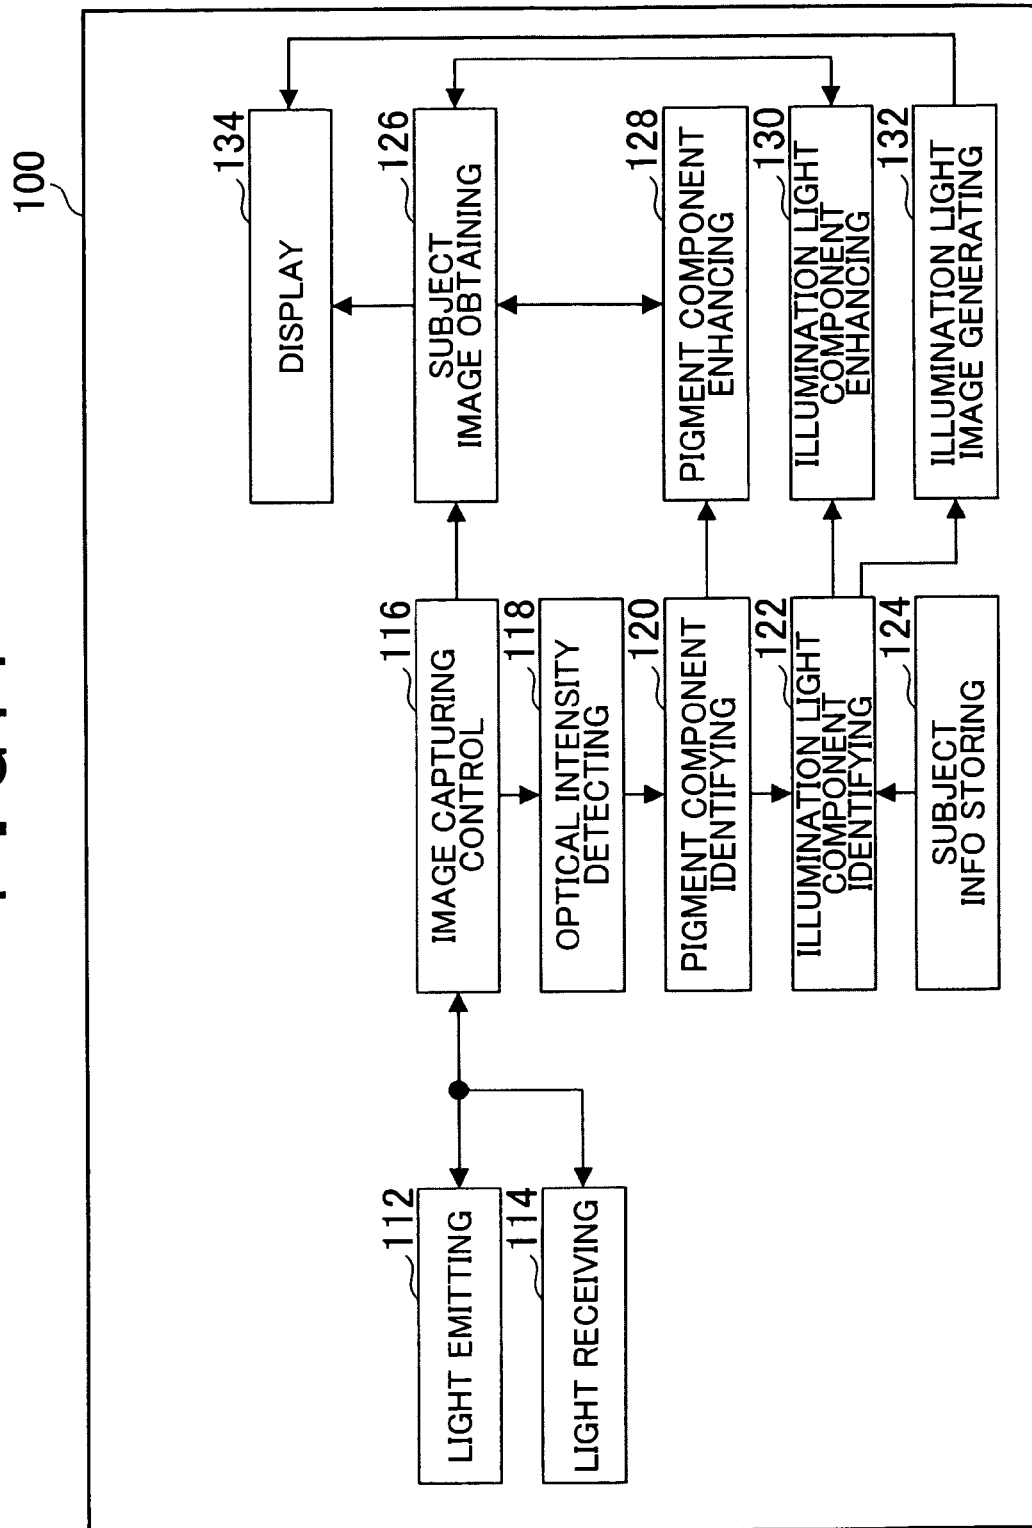 100
LIGHT EMITTING
112
LIGHT RECEIVING
114
IMAGE CAPTURING
CONTROL
116
OPTICAL INTENSITY
DETECTING
118
PIGMENT COMPONENT
IDENTIFYING
120
ILLUMINATION LIGHT
COMPONENT
IDENTIFYING
122
SUBJECT
INFO STORING
124
DISPLAY
134
SUBJECT
IMAGE OBTAINING
126
PIGMENT COMPONENT
ENHANCING
128
ILLUMINATION LIGHT
COMPONENT
ENHANCING
130
ILLUMINATION LIGHT
IMAGE GENERATING
132